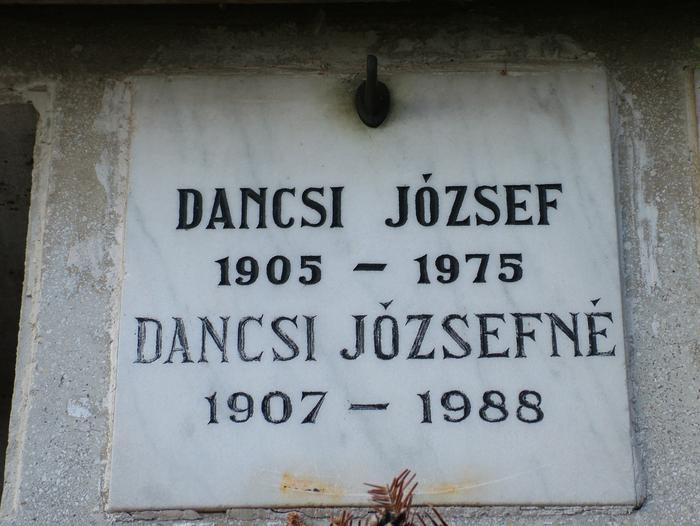 DANCSI JÓZSEF
1905 – 1975
DANCSI JÓZSEFNÉ
1907 – 1988